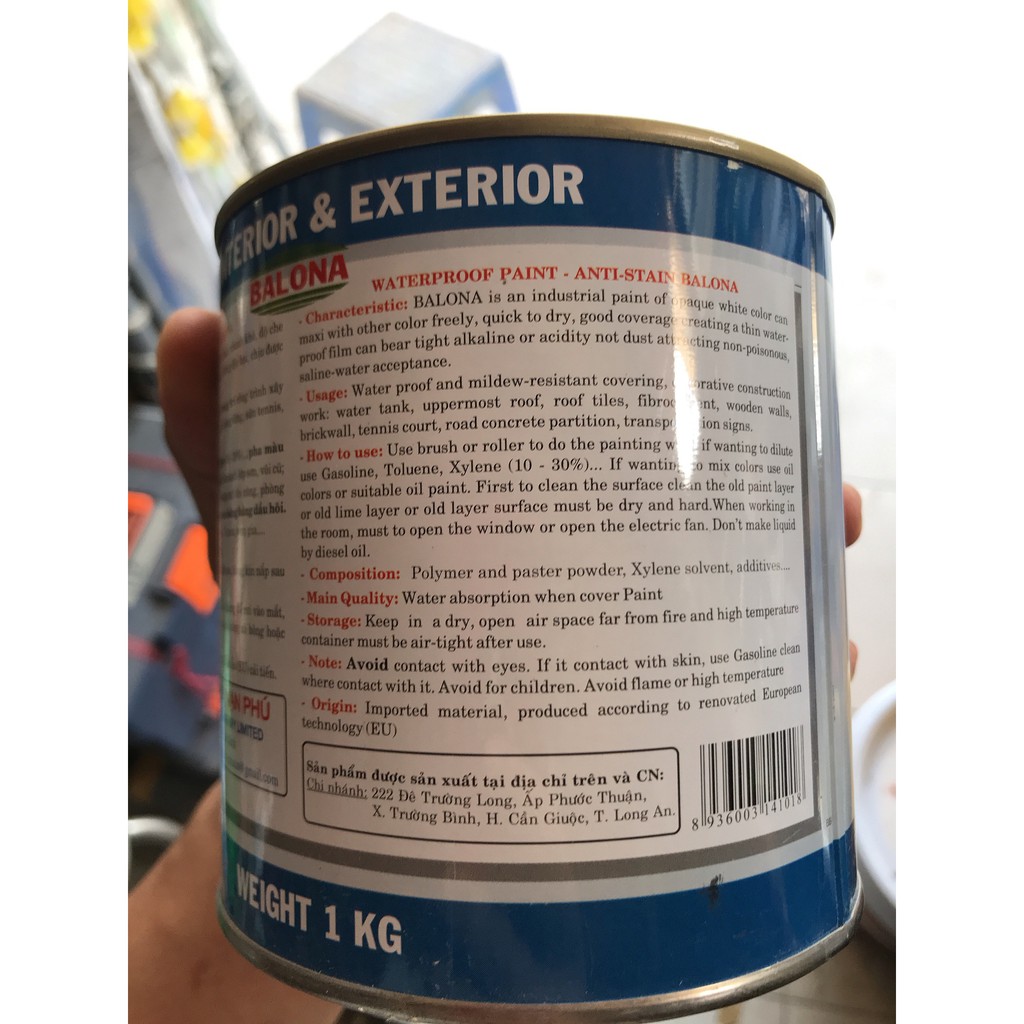 TERIOR & EXTERIOR
BALONA
WATERPROOF PAINT - ANTI-STAIN BALONA
- Characteristic: BALONA is an industrial paint of opaque white color can
maxi with other color freely, quick to dry, good coverage creating a thin water-
proof film can bear tight alkaline or acidity not dust attracting non-poisonous,
saline-water acceptance.
- Usage: Water proof and mildew-resistant covering, construction
work: water tank, uppermost roof, roof tiles, wooden walls,
brickwall, tennis court, road concrete partition, signs.
- How to use: Use brush or roller to do the painting if wanting to dilute
use Gasoline, Toluene, Xylene (10 - 30%)... If wanting to mix colors use oil
colors or suitable oil paint. First to clean the surface clean the old paint layer
or old lime layer or old layer surface must be dry and hard.When working in
the room, must to open the window or open the electric fan. Don't make liquid
by diesel oil.
- Composition: Polymer and paster powder, Xylene solvent, additives....
- Main Quality: Water absorption when cover Paint
- Storage: Keep in a dry, open air space far from fire and high temperature
container must be air-tight after use.
- Note: Avoid contact with eyes. If it contact with skin, use Gasoline clean
where contact with it. Avoid for children. Avoid flame or high temperature
- Origin: Imported material, produced according to renovated European
technology (EU)
PHÚ
LIMITED
gmail.com
Sản phẩm được sản xuất tại địa chỉ trên và CN:
Chi nhánh: 222 Đê Trường Long, Ấp Phước Thuận,
X. Trường Bình, H. Cần Giuộc, T. Long An.
8 936003 141018
WEIGHT 1 KG